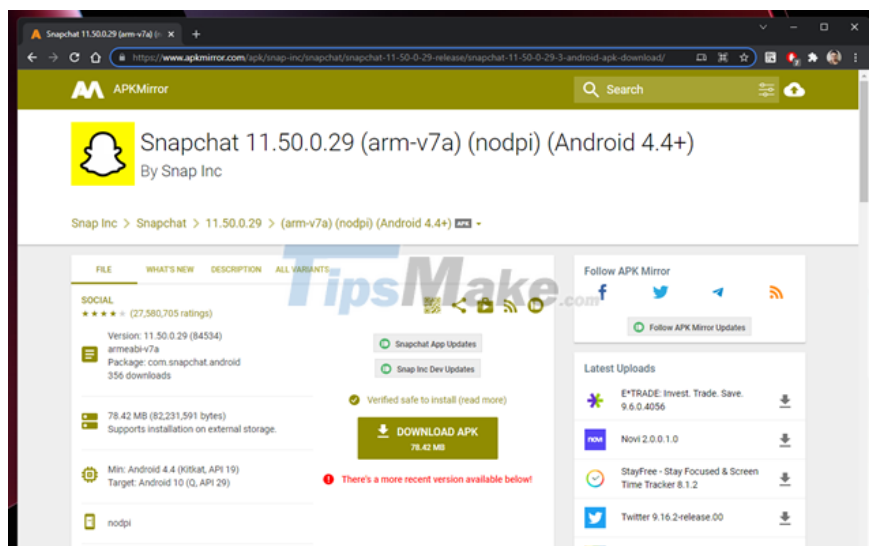 Snapchat 11.50.0.29 (arm-v7a) (n
https://www.apkmirror.com/apk/snap-inc/snapchat/snapchat-11-50-0-29-release/snapchat-11-50-0-29-3-android-apk-download/
APKMirror
Search
Snapchat 11.50.0.29 (arm-v7a) (nodpi) (Android 4.4+)
By Snap Inc
Snap Inc > Snapchat > 11.50.0.29 > (arm-v7a) (nodpi) (Android 4.4+) APK
FILE WHAT'S NEW DESCRIPTION ALL VARIANTS
TipsMake.com
SOCIAL
(27,580,705 ratings)
Version: 11.50.0.29 (84534)
armeabi-v7a
Package: com.snapchat.android
356 downloads
78.42 MB (82,231,591 bytes)
Supports installation on external storage.
Min: Android 4.4 (Kitkat, API 19)
Target: Android 10 (Q, API 29)
nodpi
Snapchat App Updates
Snap Inc Dev Updates
Verified safe to install (read more)
DOWNLOAD APK
78.42 MB
There's a more recent version available below!
Follow APK Mirror
Follow APK Mirror Updates
Latest Uploads
E*TRADE: Invest. Trade. Save.
9.6.0.4056
novi
Novi 2.0.0.1.0
StayFree - Stay Focused & Screen
Time Tracker 8.1.2
Twitter 9.16.2-release.00